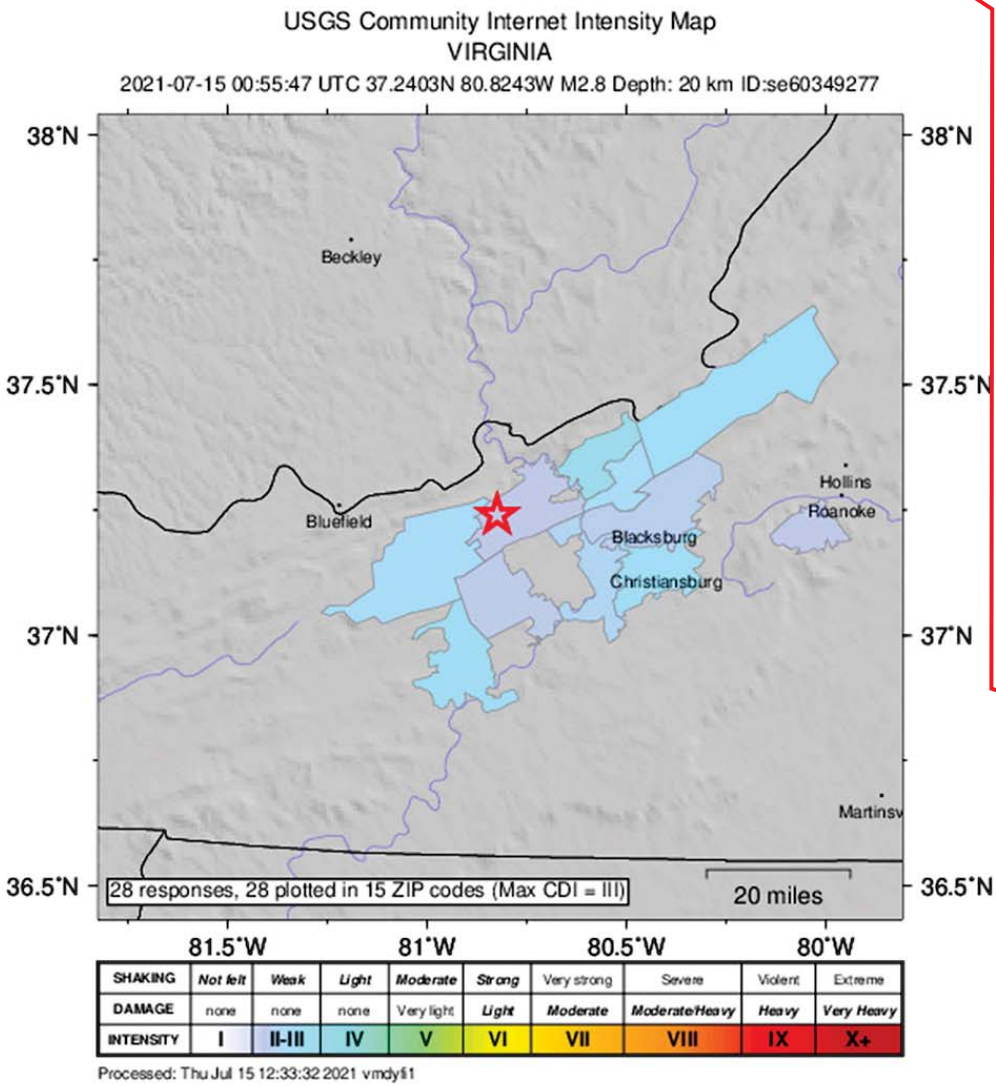 USGS Community Internet Intensity Map
VIRGINIA
2021-07-15 00:55:47 UTC 37.2403N 80.8243W M2.8 Depth: 20 km ID:se60349277
38°N 38°N
Beckley
37.5°N 37.5°N
Hollins
Roanoke
Bluefield
Blacksburg
Christiansburg
37°N 37°N
Martinsv
36.5°N 36.5°N
28 responses, 28 plotted in 15 ZIP codes (Max CDI = III)
20 miles
81.5°W 81°W 80.5°W 80°W
SHAKING Not felt Weak Light Moderate Strong Very strong Severe Violent Extreme
DAMAGE none none none Very light Light Moderate Moderate/Heavy Heavy Very Heavy
INTENSITY I II-III IV V VI VII VIII IX X+
Processed: Thu Jul 15 12:33:32 2021 vmdyfi1